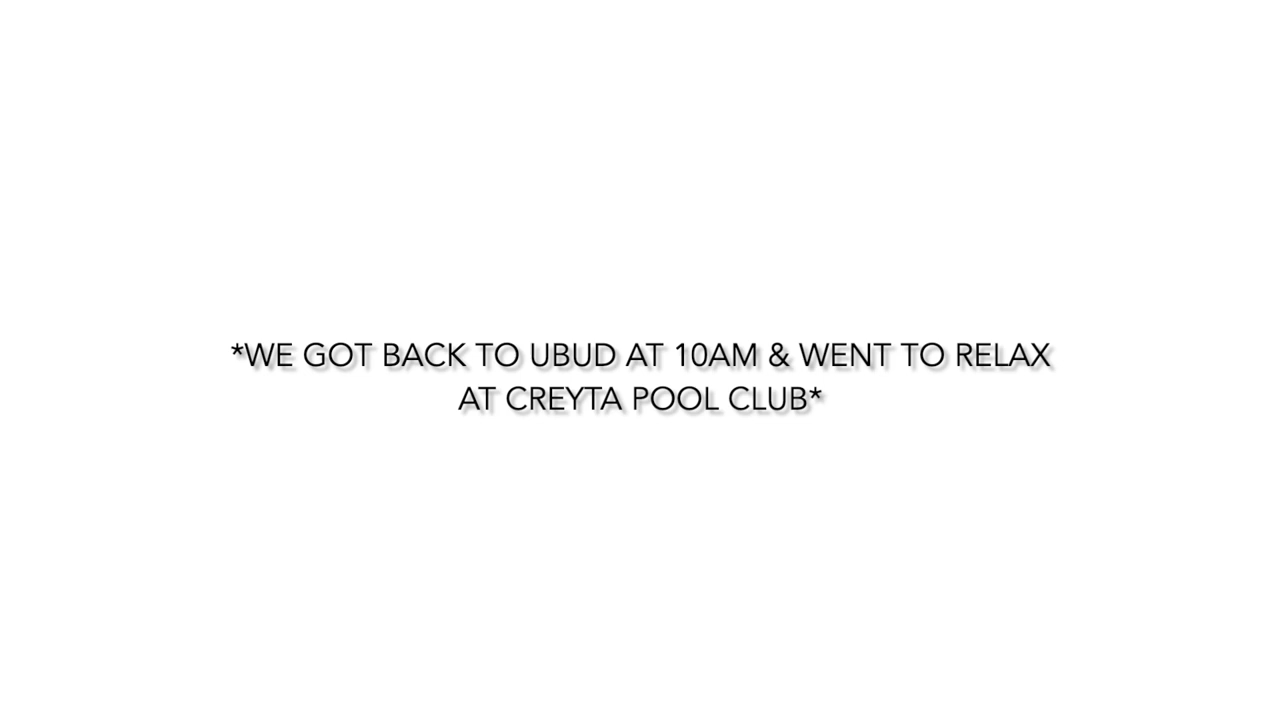 *WE GOT BACK TO UBUD AT 10AM & WENT TO RELAX
AT CREYTA POOL CLUB*